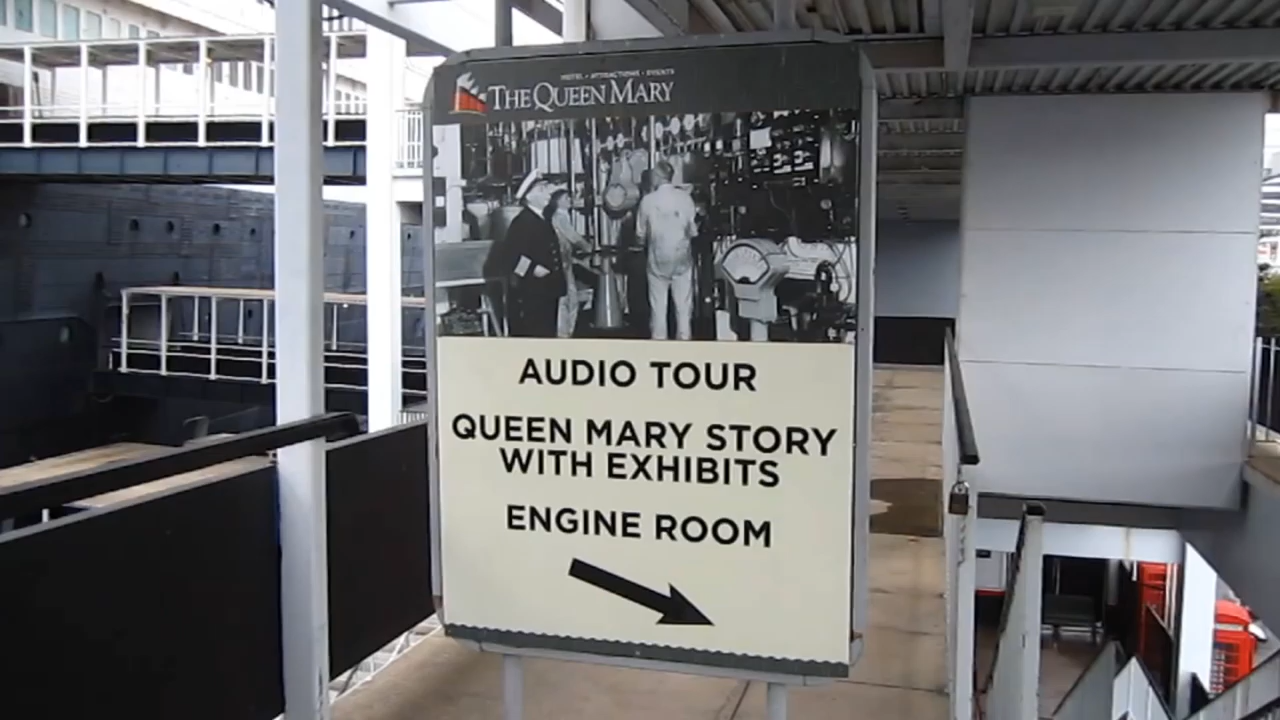 HOTEL • ATTRACTIONS • EVENTS
THE QUEEN MARY
AUDIO TOUR
QUEEN MARY STORY
WITH EXHIBITS
ENGINE ROOM